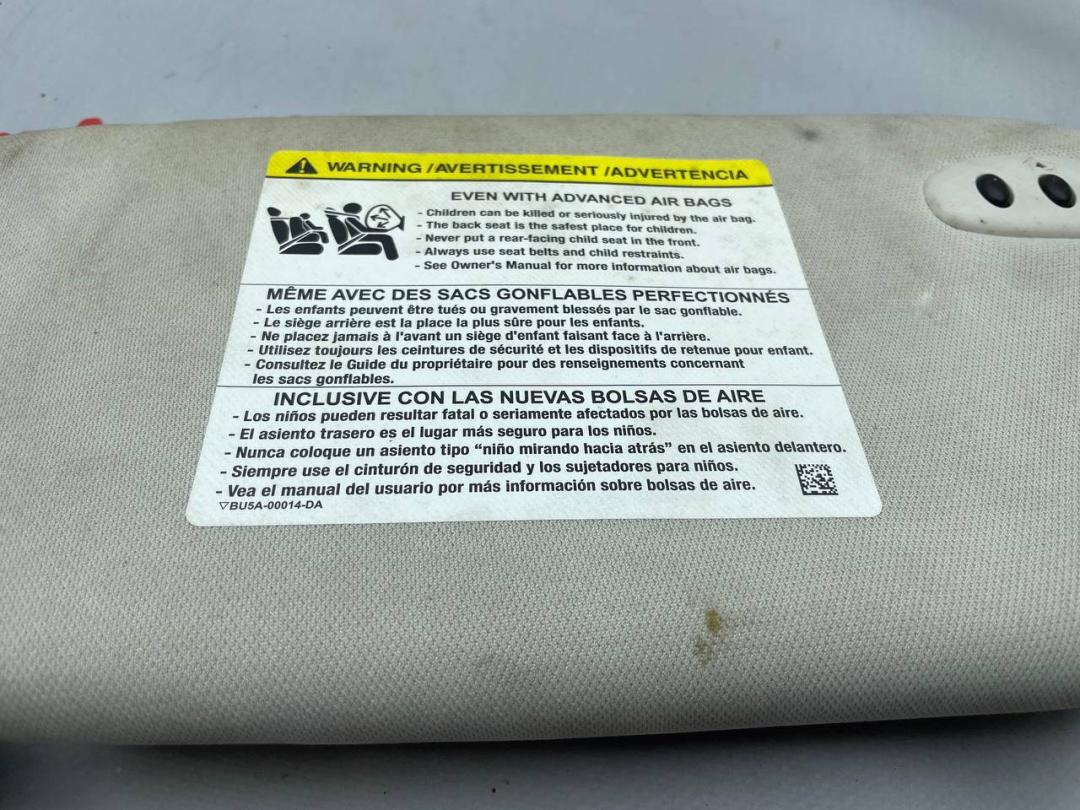 WARNING /AVERTISSEMENT /ADVERTENCIA
EVEN WITH ADVANCED AIR BAGS
- Children can be killed or seriously injured by the air bag.
- The back seat is the safest place for children.
- Never put a rear-facing child seat in the front.
- Always use seat belts and child restraints.
- See Owner's Manual for more information about air bags.
MÊME AVEC DES SACS GONFLABLES PERFECTIONNÉS
- Les enfants peuvent être tués ou gravement blessés par le sac gonflable.
- Le siège arrière est la place la plus sûre pour les enfants.
- Ne placez jamais à l'avant un siège d'enfant faisant face à l'arrière.
- Utilisez toujours les ceintures de sécurité et les dispositifs de retenue pour enfant.
- Consultez le Guide du propriétaire pour des renseignements concernant
les sacs gonflables.
INCLUSIVE CON LAS NUEVAS BOLSAS DE AIRE
- Los niños pueden resultar fatal o seriamente afectados por las bolsas de aire.
- El asiento trasero es el lugar más seguro para los niños.
- Nunca coloque un asiento tipo "niño mirando hacia atrás" en el asiento delantero.
- Siempre use el cinturón de seguridad y los sujetadores para niños.
- Vea el manual del usuario por más información sobre bolsas de aire.
▽BU5A-00014-DA